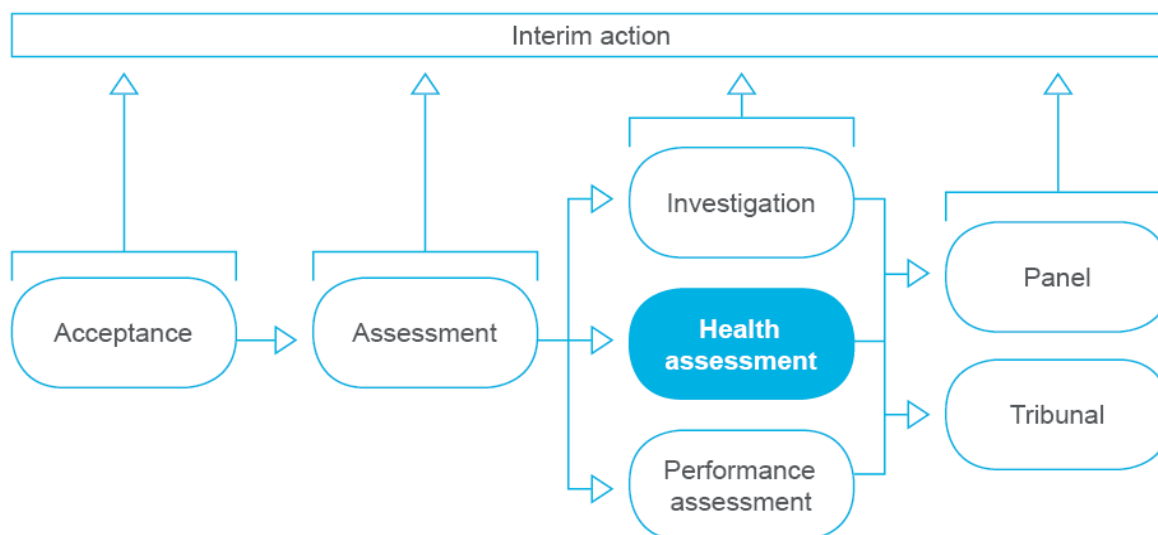 Interim action
Acceptance
Assessment
Investigation
Health
assessment
Performance
assessment
Panel
Tribunal